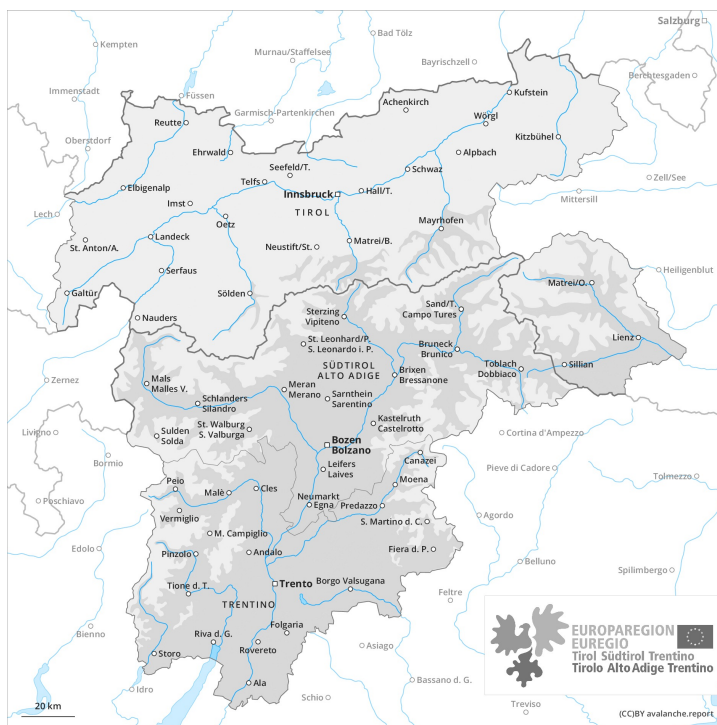 Salzburg
Kempten
Bad Tölz
Murnau/Staffelsee
Bayrischzell
Berchtesgaden
Immenstadt
Füssen
Kufstein
Achenkirch
Garmisch-Partenkirchen
Wörgl
Reutte
Kitzbühel
Oberstdorf
Ehrwald
Alpbach
Seefeld/T.
Schwaz
Zell/See
Telfs
Elbigenalp
Innsbruck
Hall/T.
Mittersill
Imst
TIROL
Lech
Oetz
Mayrhofen
Landeck
St. Anton/A.
Neustift/St.
Matrei/B.
Serfaus
Heiligenblut
Galtür
Sölden
Matrei/O.
Nauders
Sterzing
Vipiteno
Sand/T.
Campo Tures
St. Leonhard/P.
S. Leonardo i. P.
Lienz
Bruneck
Brunico
SÜDTIROL
ALTO ADIGE
Toblach
Dobbiaco
Sillian
Zernez
Brixen
Bressanone
Mals
Malles V.
Meran
Merano
Schlanders
Silandro
Sarnthein
Sarentino
Kastelruth
Castelrotto
St. Walburg
S. Valburga
Livigno
Sulden
Solda
Cortina d'Ampezzo
Bozen
Bolzano
Canazei
Bormio
Leifers
Laives
Pieve di Cadore
Tolmezzo
Peio
Moena
Malè
Cles
Poschiavo
Neumarkt
Egna
Predazzo
Vermiglio
S. Martino d. C.
Agordo
M. Campiglio
Edolo
Pinzolo
Andalo
Fiera d. P.
Belluno
Spilimbergo
Tione d. T.
Trento
Borgo Valsugana
Feltre
TRENTINO
Bienno
Folgaria
Riva d. G.
Rovereto
Asiago
Storo
Ala
Idro
Bassano d. G.
Schio
Treviso
EUROPAREGION
EUREGIO
Tirol Südtirol Trentino
Tirolo Alto Adige Trentino
20 km
(CC)BY avalanche.report